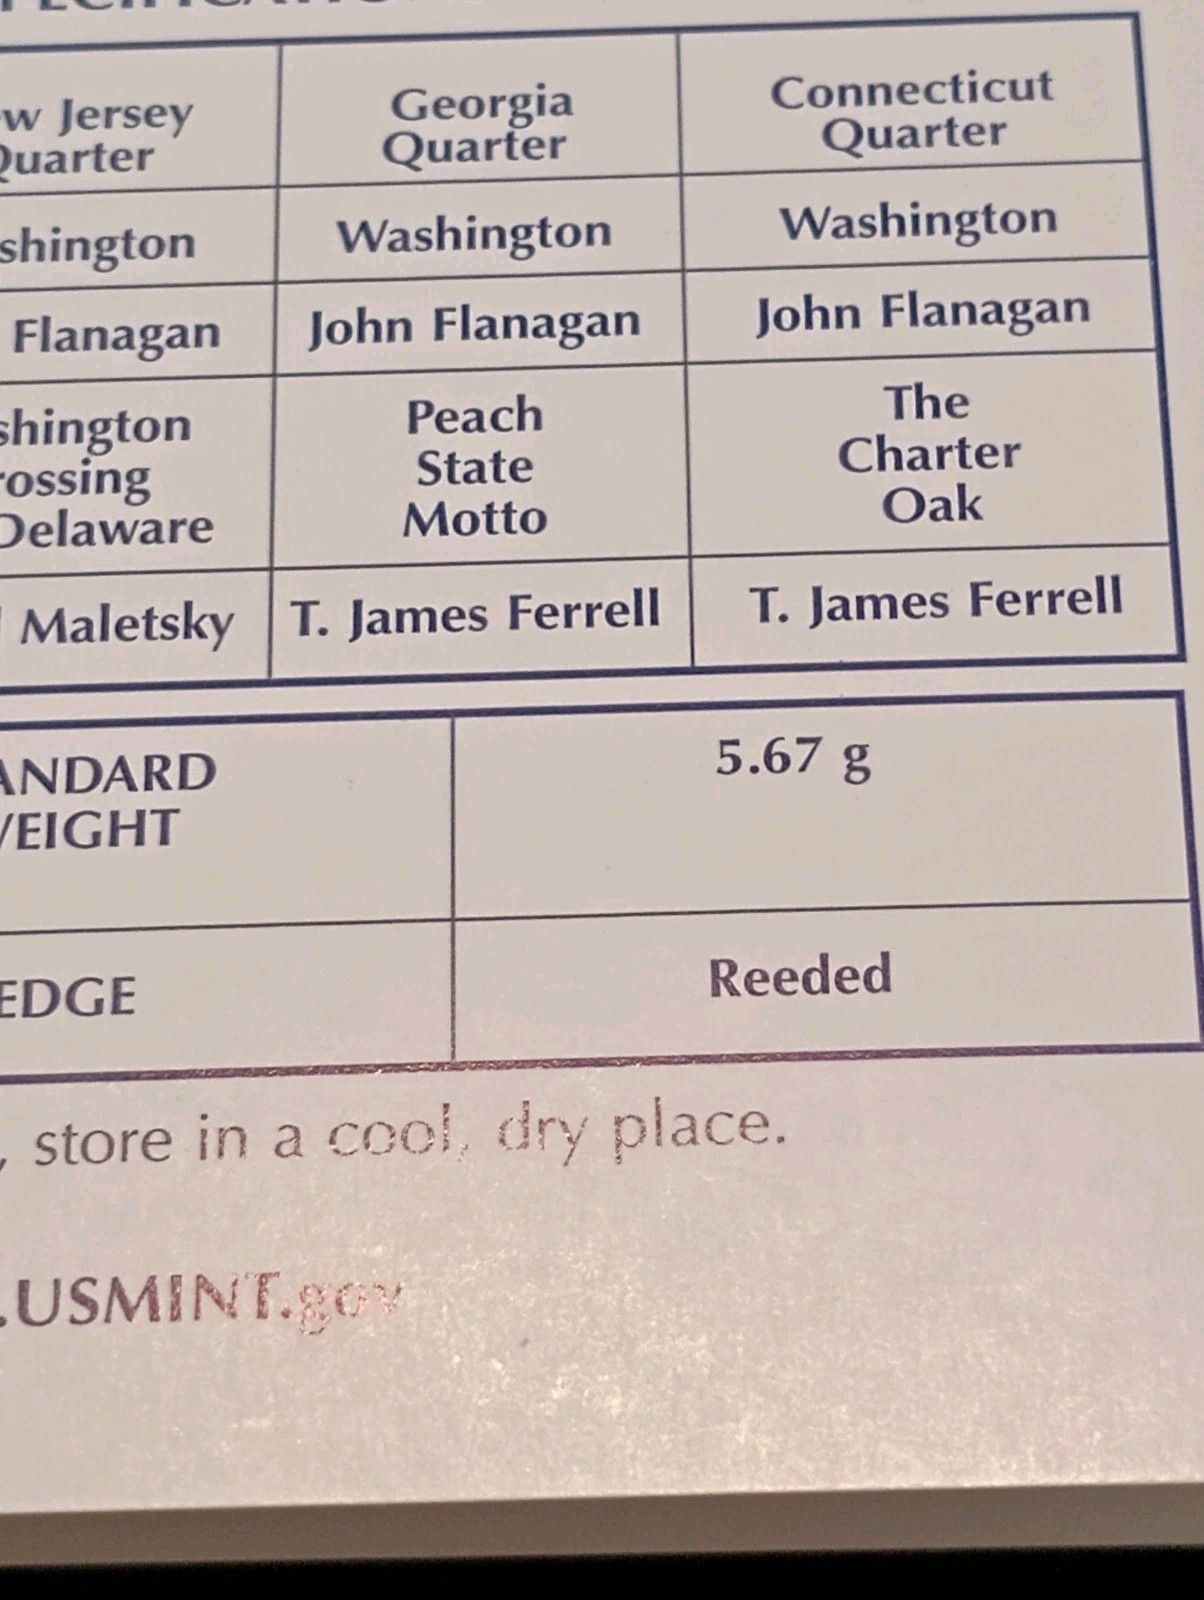 w Jersey
Quarter
Georgia
Quarter
Connecticut
Quarter
shington
Washington
Washington
Flanagan
John Flanagan
John Flanagan
shington
rossing
Delaware
Peach
State
Motto
The
Charter
Oak
Maletsky
T. James Ferrell
T. James Ferrell
ANDARD
WEIGHT
5.67 g
EDGE
Reeded
, store in a cool, dry place.
.USMINT.gov